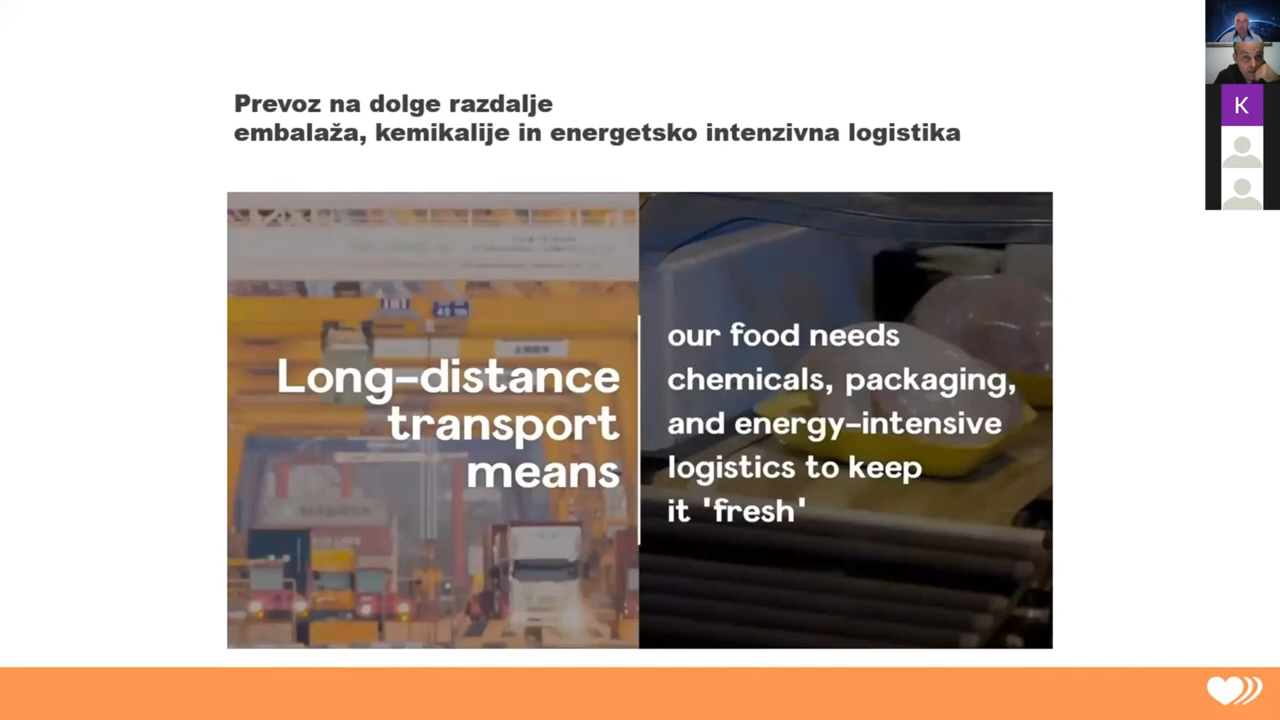 Prevoz na dolge razdalje
embalaža, kemikalije in energetsko intenzivna logistika
Long-distance
transport
means
our food needs
chemicals, packaging,
and energy-intensive
logistics to keep
it 'fresh'
K